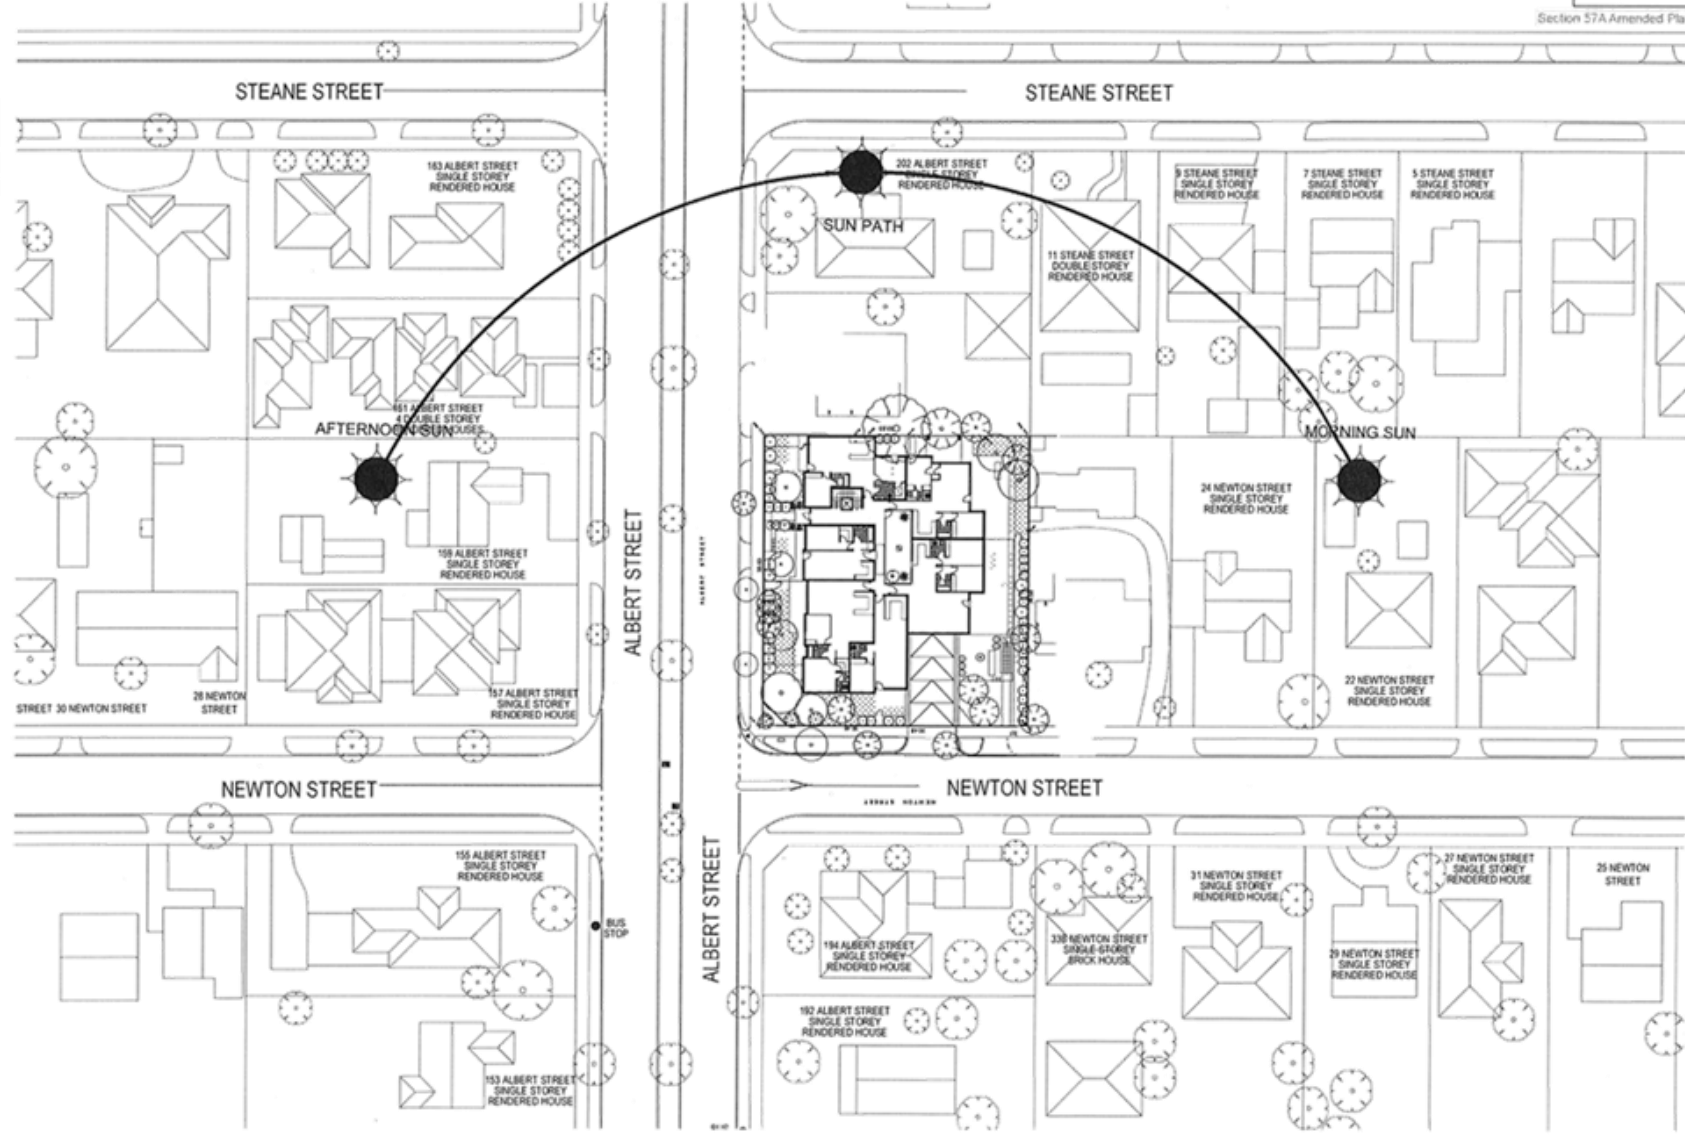 Section 57A Amended Pla
STEANE STREET
STEANE STREET
163 ALBERT STREET
SINGLE STOREY
RENDERED HOUSE
202 ALBERT STREET
SINGLE STOREY
RENDERED HOUSE
SUN PATH
9 STEANE STREET
SINGLE STOREY
RENDERED HOUSE
7 STEANE STREET
SINGLE STOREY
RENDERED HOUSE
5 STEANE STREET
SINGLE STOREY
RENDERED HOUSE
11 STEANE STREET
DOUBLE STOREY
RENDERED HOUSE
161 ALBERT STREET
4 DOUBLE STOREY
HOUSES
AFTERNOON SUN
MORNING SUN
24 NEWTON STREET
SINGLE STOREY
RENDERED HOUSE
159 ALBERT STREET
SINGLE STOREY
RENDERED HOUSE
ALBERT STREET
ALBERT STREET
STREET 30 NEWTON STREET
28 NEWTON
STREET
157 ALBERT STREET
SINGLE STOREY
RENDERED HOUSE
22 NEWTON STREET
SINGLE STOREY
RENDERED HOUSE
NEWTON STREET
NEWTON STREET
NEWTON STREET
155 ALBERT STREET
SINGLE STOREY
RENDERED HOUSE
BUS
STOP
ALBERT STREET
194 ALBERT STREET
SINGLE STOREY
RENDERED HOUSE
NEWTON STREET
SINGLE STOREY
BRICK HOUSE
31 NEWTON STREET
SINGLE STOREY
RENDERED HOUSE
29 NEWTON STREET
SINGLE STOREY
RENDERED HOUSE
27 NEWTON STREET
SINGLE STOREY
RENDERED HOUSE
25 NEWTON
STREET
192 ALBERT STREET
SINGLE STOREY
RENDERED HOUSE
153 ALBERT STREET
SINGLE STOREY
RENDERED HOUSE